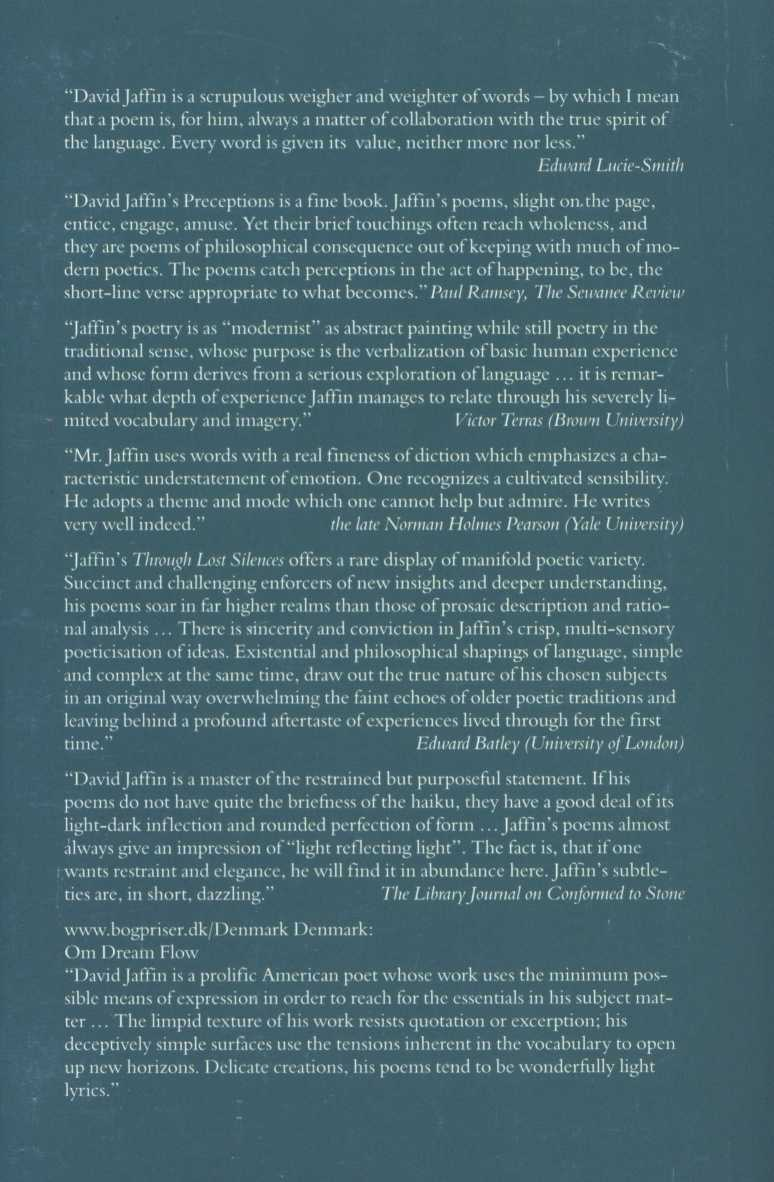 “David Jaffin is a scrupulous weigher and weighter of words – by which I mean
that a poem is, for him, always a matter of collaboration with the true spirit of
the language. Every word is given its value, neither more nor less.”
Edward Lucie-Smith
“David Jaffin’s Preceptions is a fine book. Jaffin’s poems, slight on the page,
entice, engage, amuse. Yet their brief touchings often reach wholeness, and
they are poems of philosophical consequence out of keeping with much of mo-
dern poetics. The poems catch perceptions in the act of happening, to be, the
short-line verse appropriate to what becomes.” Paul Ramsey, The Sewanee Review
“Jaffin’s poetry is as “modernist” as abstract painting while still poetry in the
traditional sense, whose purpose is the verbalization of basic human experience
and whose form derives from a serious exploration of language … it is remar-
kable what depth of experience Jaffin manages to relate through his severely li-
mited vocabulary and imagery.” Victor Terras (Brown University)
“Mr. Jaffin uses words with a real fineness of diction which emphasizes a cha-
racteristic understatement of emotion. One recognizes a cultivated sensibility.
He adopts a theme and mode which one cannot help but admire. He writes
very well indeed.” the late Norman Holmes Pearson (Yale University)
“Jaffin’s Through Lost Silences offers a rare display of manifold poetic variety.
Succinct and challenging enforcers of new insights and deeper understanding,
his poems soar in far higher realms than those of prosaic description and ratio-
nal analysis … There is sincerity and conviction in Jaffin’s crisp, multi-sensory
poeticisation of ideas. Existential and philosophical shapings of language, simple
and complex at the same time, draw out the true nature of his chosen subjects
in an original way overwhelming the faint echoes of older poetic traditions and
leaving behind a profound aftertaste of experiences lived through for the first
time.” Edward Batley (University of London)
“David Jaffin is a master of the restrained but purposeful statement. If his
poems do not have quite the briefness of the haiku, they have a good deal of its
light-dark inflection and rounded perfection of form … Jaffin’s poems almost
always give an impression of “light reflecting light”. The fact is, that if one
wants restraint and elegance, he will find it in abundance here. Jaffin’s subtle-
ties are, in short, dazzling.” The Library Journal on Conformed to Stone
www.bogpriser.dk/Denmark Denmark:
Om Dream Flow
“David Jaffin is a prolific American poet whose work uses the minimum pos-
sible means of expression in order to reach for the essentials in his subject mat-
ter … The limpid texture of his work resists quotation or excerption; his
deceptively simple surfaces use the tensions inherent in the vocabulary to open
up new horizons. Delicate creations, his poems tend to be wonderfully light
lyrics.”